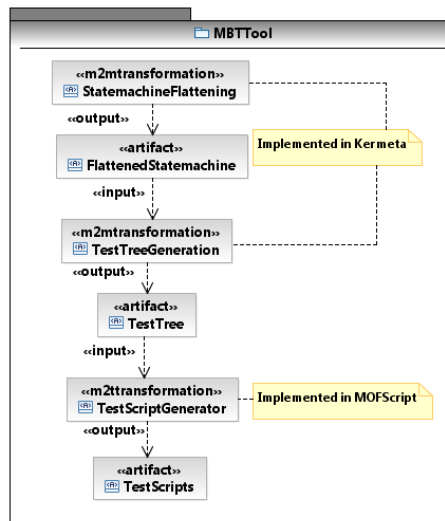 MBTTool
«m2mtransformation»
StatemachineFlattening
«output»
«artifact»
FlattenedStatemachine
Implemented in Kermeta
«input»
«m2mtransformation»
TestTreeGeneration
«output»
«artifact»
TestTree
«input»
«m2ttransformation»
TestScriptGenerator
Implemented in MOFScript
«output»
«artifact»
TestScripts